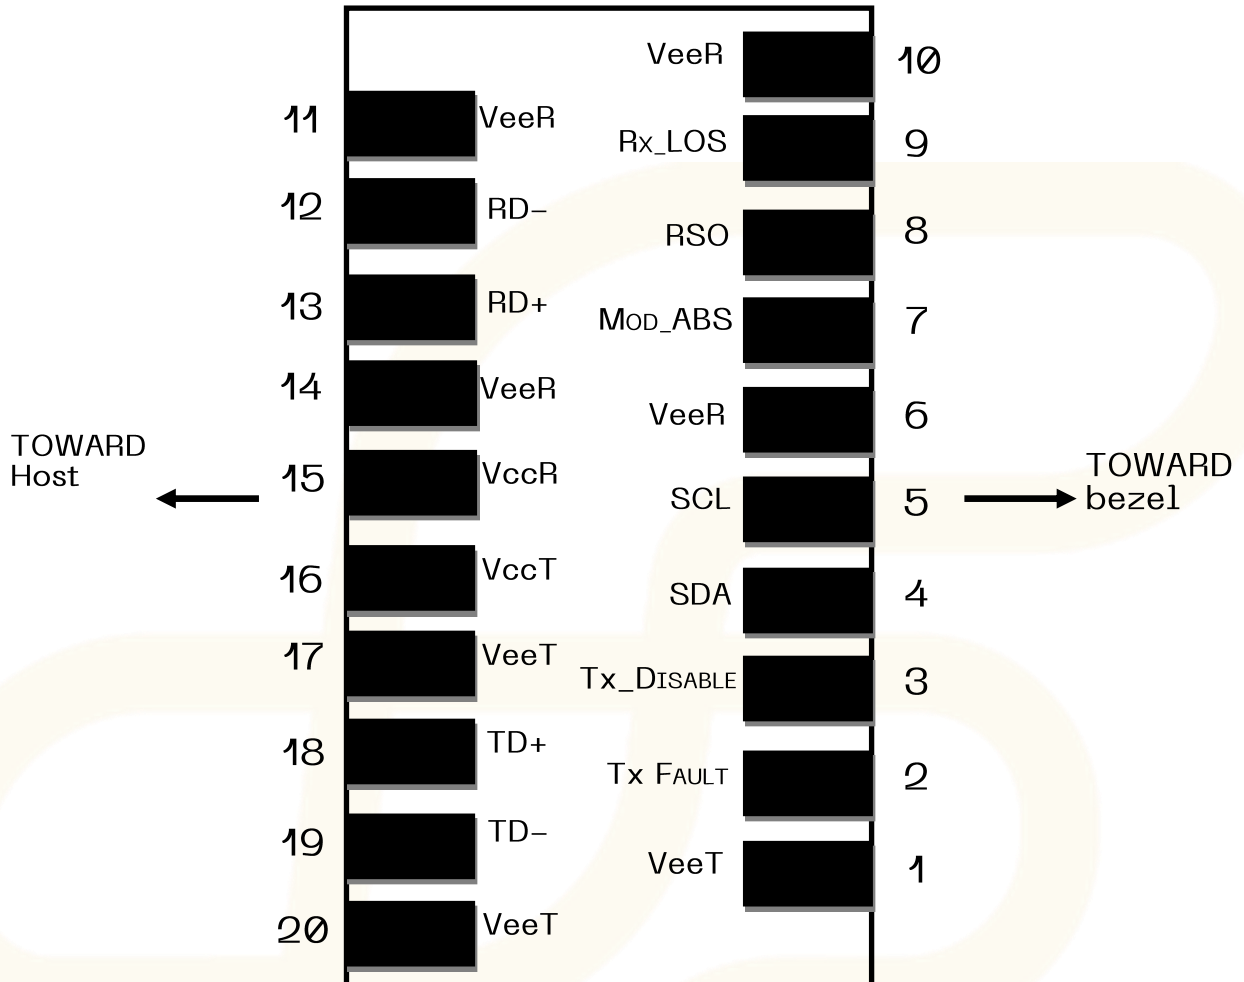 VeeR 10
11 VeeR
Rx_LOS 9
12 RD−
RSO 8
13 RD+
MOD_ABS 7
14 VeeR
VeeR 6
TOWARD
Host
15 VccR
SCL 5
TOWARD
bezel
16 VccT
SDA 4
17 VeeT
Tx_DISABLE 3
18 TD+
Tx FAULT 2
19 TD−
VeeT 1
20 VeeT